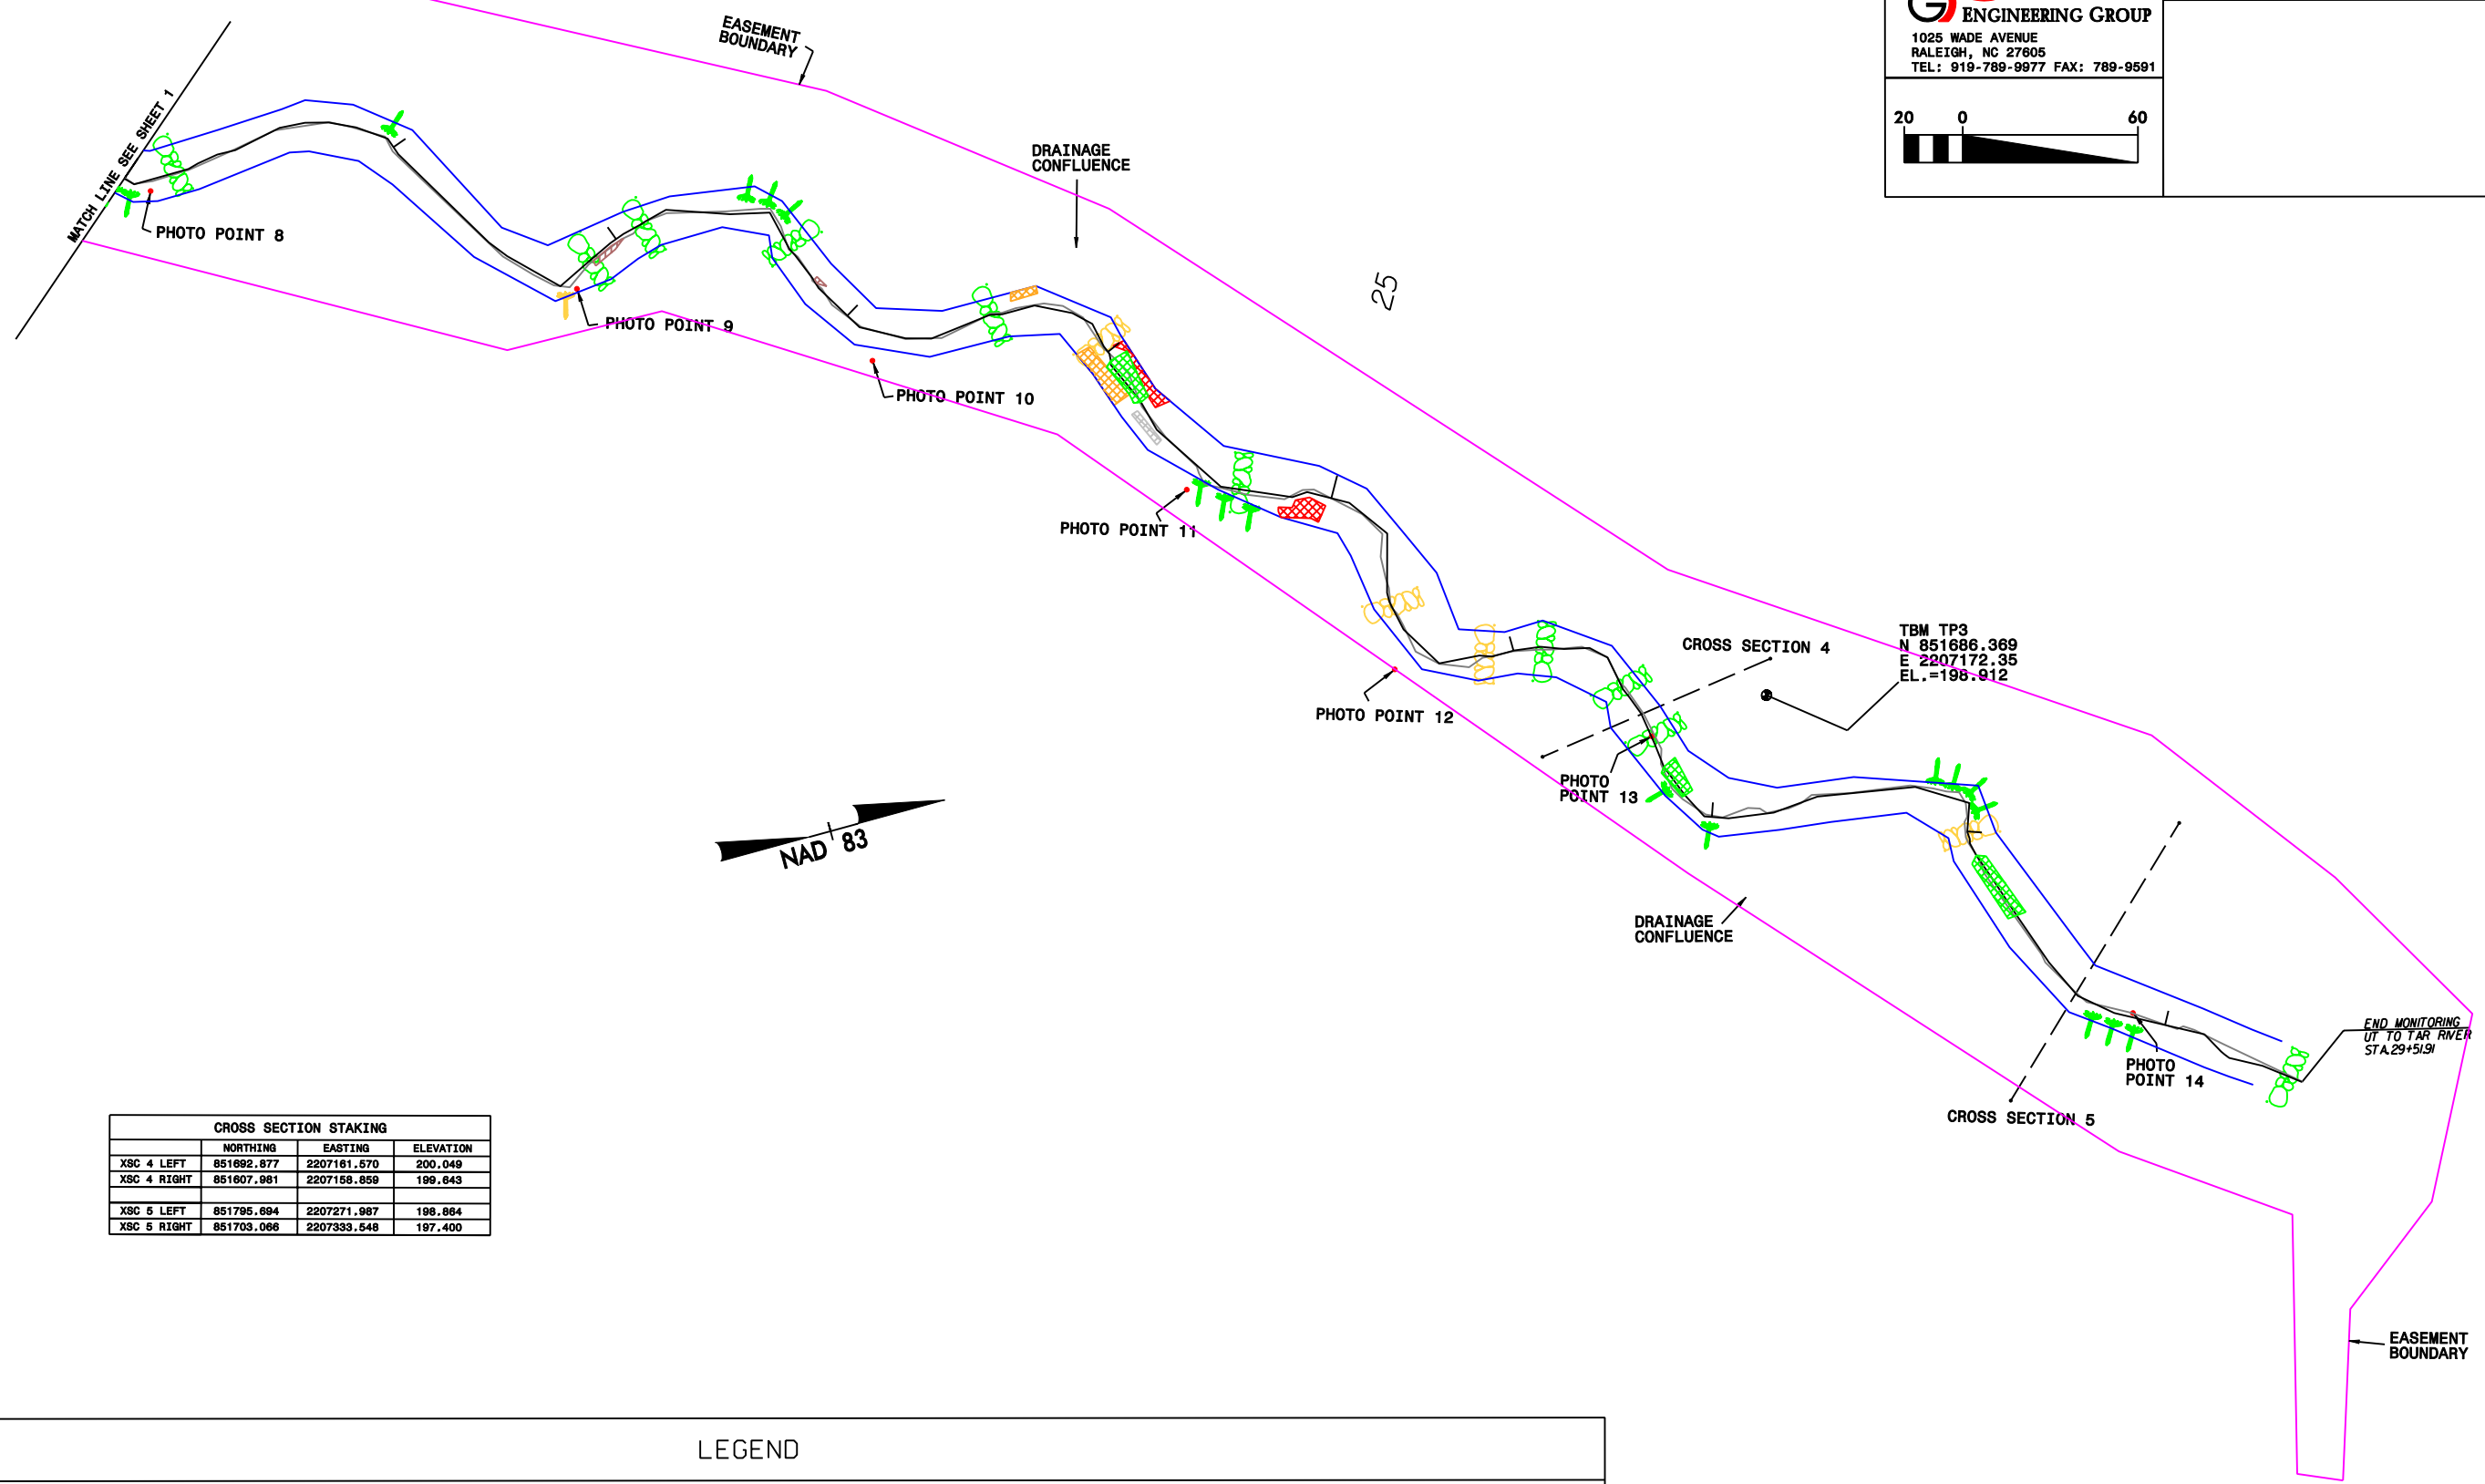 ENGINEERING GROUP
1025 WADE AVENUE
RALEIGH, NC 27605
TEL: 919-789-9977 FAX: 789-9591
20 0 60
EASEMENT
BOUNDARY
MATCH LINE SEE SHEET 1
DRAINAGE
CONFLUENCE
PHOTO POINT 8
25
PHOTO POINT 9
PHOTO POINT 10
PHOTO POINT 11
PHOTO POINT 12
CROSS SECTION 4
TBM TP3
N 851686.369
E 2207172.35
EL.=198.912
PHOTO
POINT 13
NAD 83
DRAINAGE
CONFLUENCE
END MONITORING
UT TO TAR RIVER
STA.29+51.91
PHOTO
POINT 14
CROSS SECTION 5
CROSS SECTION STAKING
NORTHING EASTING ELEVATION
XSC 4 LEFT 851692.877 2207161.570 200.049
XSC 4 RIGHT 851607.981 2207158.859 199.643
XSC 5 LEFT 851795.694 2207271.987 198.864
XSC 5 RIGHT 851703.066 2207333.548 197.400
EASEMENT
BOUNDARY
LEGEND